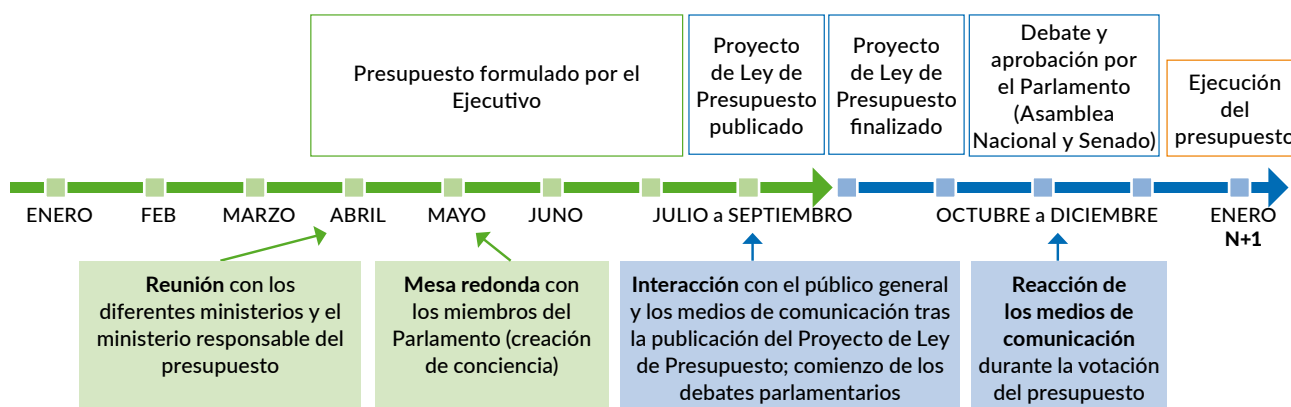 Presupuesto formulado por el
Ejecutivo
Proyecto
de Ley de
Presupuesto
publicado
Proyecto
de Ley de
Presupuesto
finalizado
Debate y
aprobación por
el Parlamento
(Asamblea
Nacional y Senado)
Ejecución
del
presupuesto
ENERO
FEB
MARZO
ABRIL
MAYO
JUNO
JULIO a SEPTIEMBRO
OCTUBRE a DICIEMBRE
ENERO
N+1
Reunión con los
diferentes ministerios y el
ministerio responsable del
presupuesto
Mesa redonda con
los miembros del
Parlamento (creación
de conciencia)
Interacción con el público general
y los medios de comunicación tras
la publicación del Proyecto de Ley
de Presupuesto; comienzo de los
debates parlamentarios
Reacción de
los medios de
comunicación
durante la votación
del presupuesto